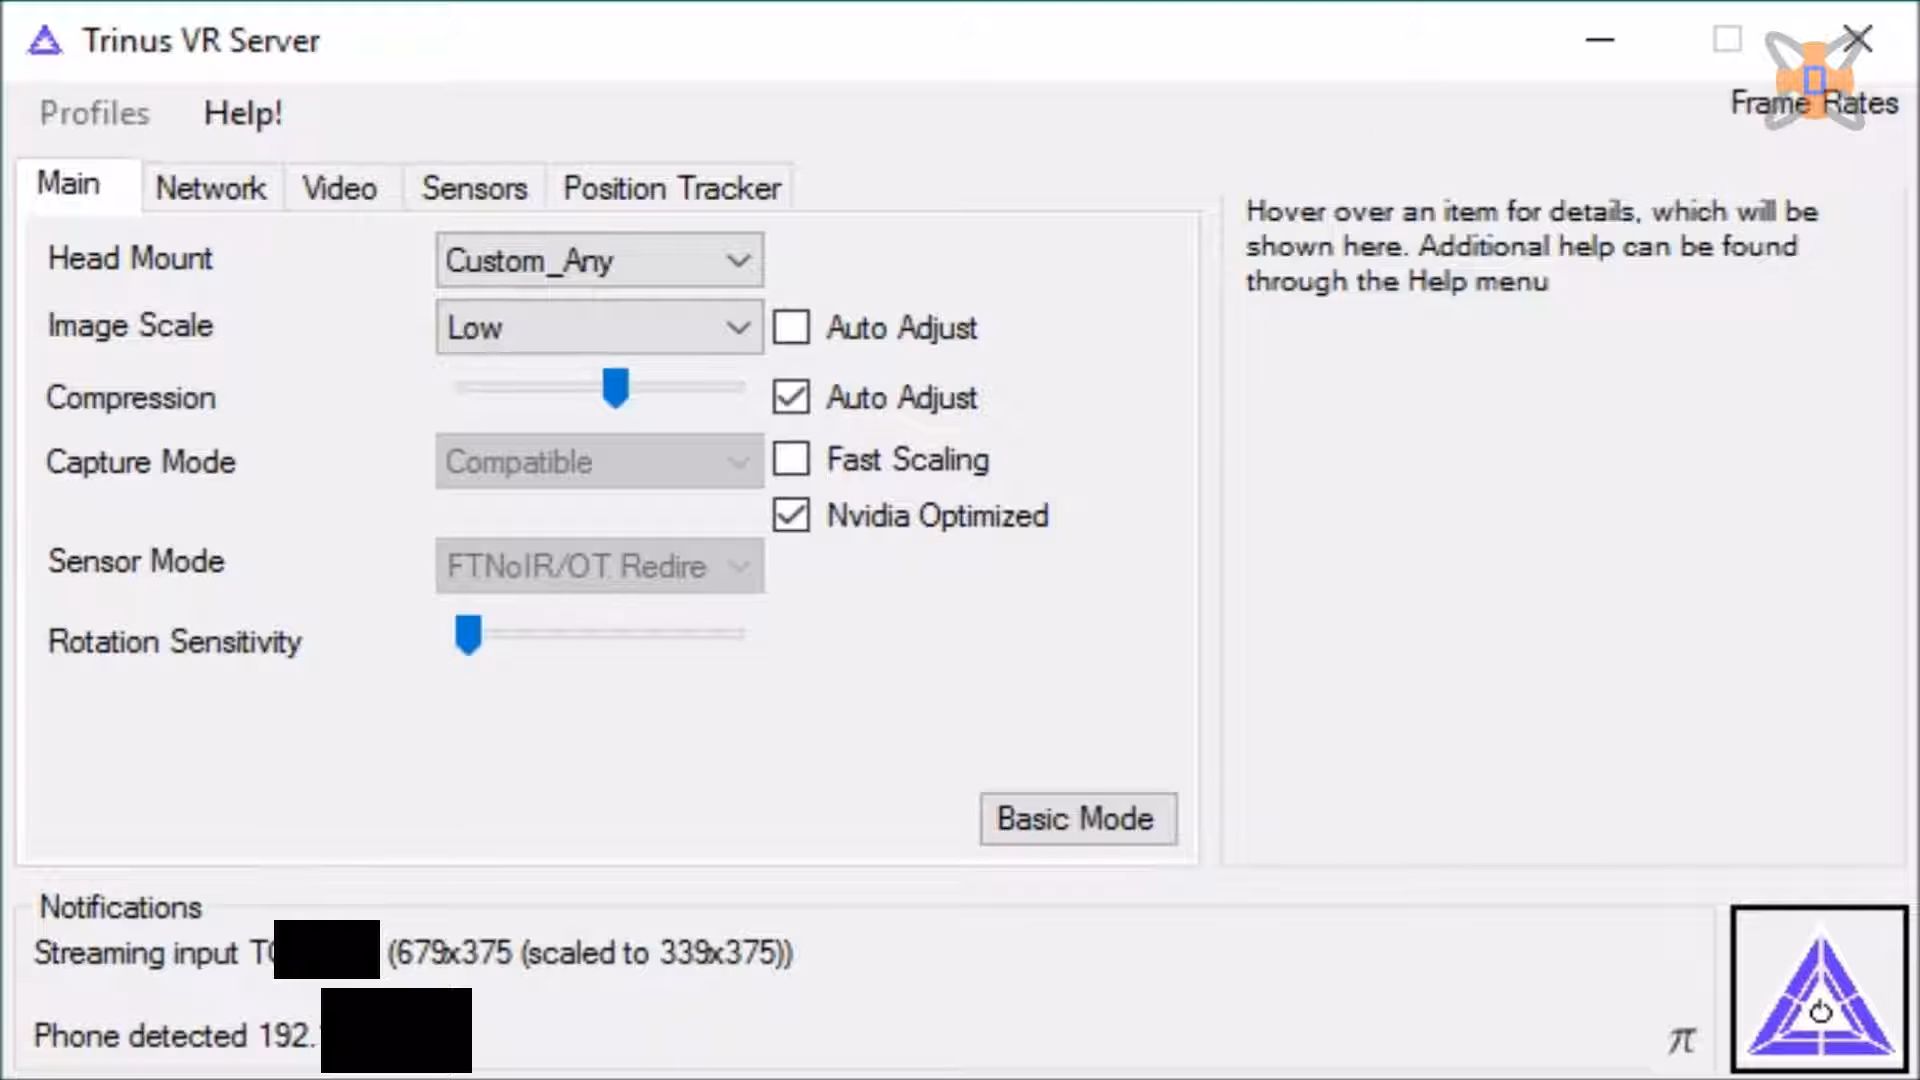 Trinus VR Server
Profiles Help!
Frame Rates
Main Network Video Sensors Position Tracker
Hover over an item for details, which will be
shown here. Additional help can be found
through the Help menu
Head Mount Custom_Any
Image Scale Low Auto Adjust
Compression Auto Adjust
Capture Mode Compatible Fast Scaling
Nvidia Optimized
Sensor Mode FTNoIR/OT Redire
Rotation Sensitivity
Basic Mode
Notifications
Streaming input (679x375 (scaled to 339x375))
Phone detected 192.
π